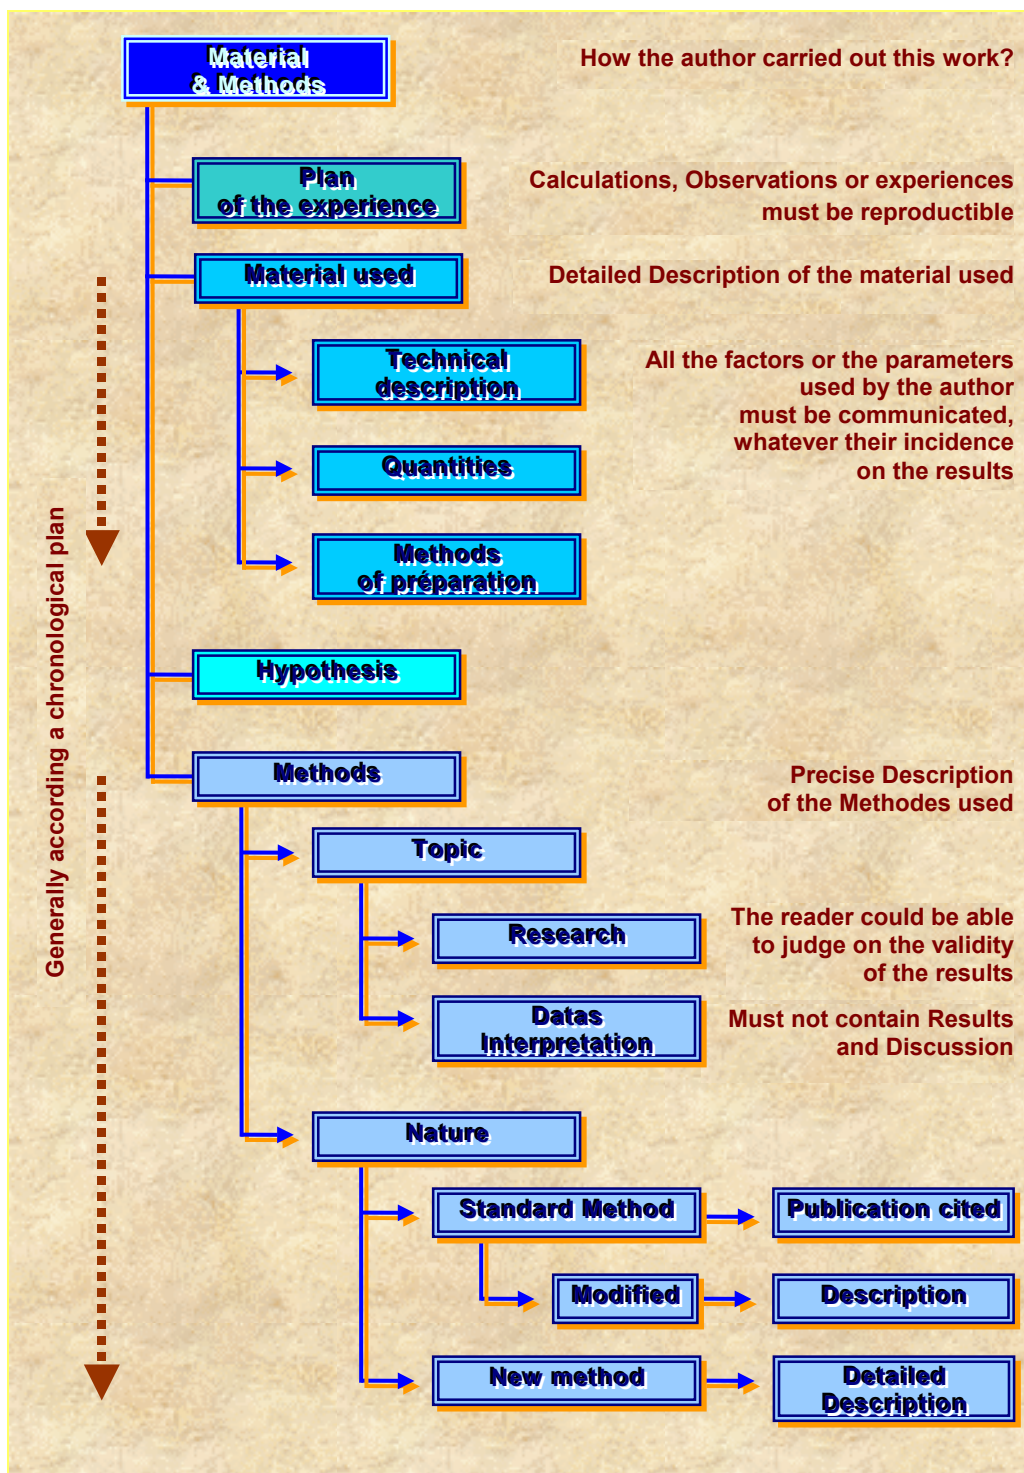 Material
& Methods
How the author carried out this work?
Plan
of the experience
Calculations, Observations or experiences
must be reproductible
Material used
Detailed Description of the material used
Technical
description
All the factors or the parameters
used by the author
must be communicated,
whatever their incidence
on the results
Quantities
Methods
of préparation
Generally according a chronological plan
Hypothesis
Methods
Precise Description
of the Methodes used
Topic
Research
The reader could be able
to judge on the validity
of the results
Datas
Interpretation
Must not contain Results
and Discussion
Nature
Standard Method
Publication cited
Modified
Description
New method
Detailed
Description